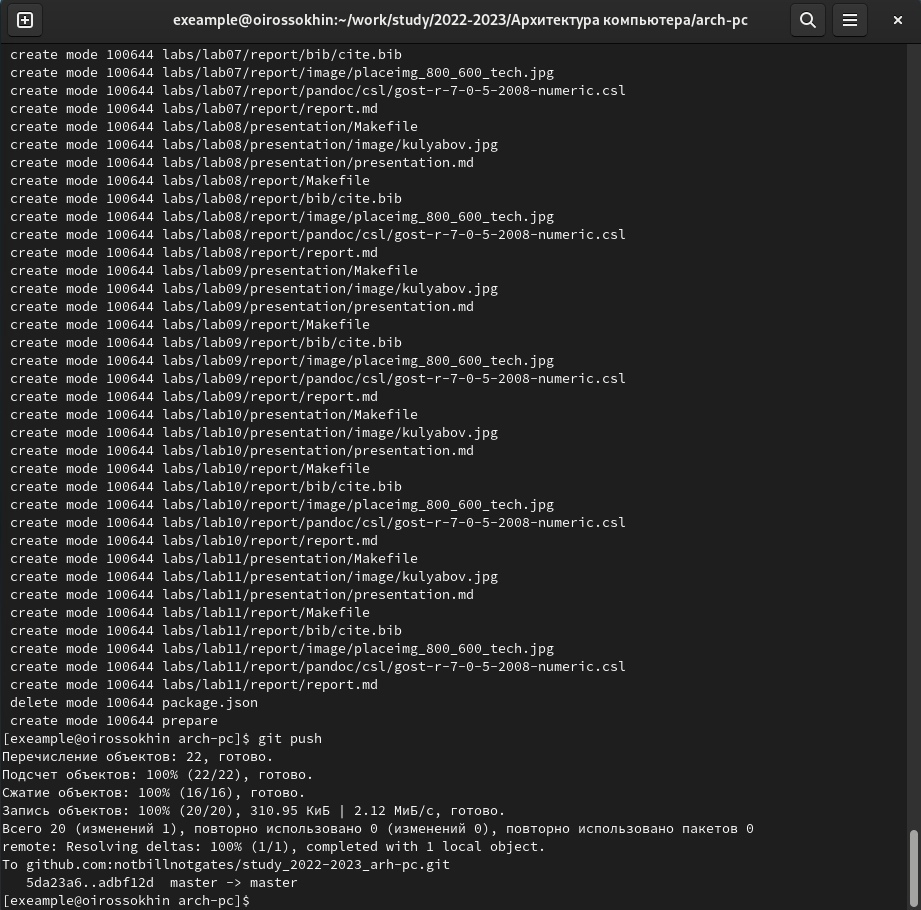 exeample@oirossokhin:~/work/study/2022-2023/Архитектура компьютера/arch-pc
create mode 100644 labs/lab07/report/bib/cite.bib
create mode 100644 labs/lab07/report/image/placeimg_800_600_tech.jpg
create mode 100644 labs/lab07/report/pandoc/csl/gost-r-7-0-5-2008-numeric.csl
create mode 100644 labs/lab07/report/report.md
create mode 100644 labs/lab08/presentation/Makefile
create mode 100644 labs/lab08/presentation/image/kulyabov.jpg
create mode 100644 labs/lab08/presentation/presentation.md
create mode 100644 labs/lab08/report/Makefile
create mode 100644 labs/lab08/report/bib/cite.bib
create mode 100644 labs/lab08/report/image/placeimg_800_600_tech.jpg
create mode 100644 labs/lab08/report/pandoc/csl/gost-r-7-0-5-2008-numeric.csl
create mode 100644 labs/lab08/report/report.md
create mode 100644 labs/lab09/presentation/Makefile
create mode 100644 labs/lab09/presentation/image/kulyabov.jpg
create mode 100644 labs/lab09/presentation/presentation.md
create mode 100644 labs/lab09/report/Makefile
create mode 100644 labs/lab09/report/bib/cite.bib
create mode 100644 labs/lab09/report/image/placeimg_800_600_tech.jpg
create mode 100644 labs/lab09/report/pandoc/csl/gost-r-7-0-5-2008-numeric.csl
create mode 100644 labs/lab09/report/report.md
create mode 100644 labs/lab10/presentation/Makefile
create mode 100644 labs/lab10/presentation/image/kulyabov.jpg
create mode 100644 labs/lab10/presentation/presentation.md
create mode 100644 labs/lab10/report/Makefile
create mode 100644 labs/lab10/report/bib/cite.bib
create mode 100644 labs/lab10/report/image/placeimg_800_600_tech.jpg
create mode 100644 labs/lab10/report/pandoc/csl/gost-r-7-0-5-2008-numeric.csl
create mode 100644 labs/lab10/report/report.md
create mode 100644 labs/lab11/presentation/Makefile
create mode 100644 labs/lab11/presentation/image/kulyabov.jpg
create mode 100644 labs/lab11/presentation/presentation.md
create mode 100644 labs/lab11/report/Makefile
create mode 100644 labs/lab11/report/bib/cite.bib
create mode 100644 labs/lab11/report/image/placeimg_800_600_tech.jpg
create mode 100644 labs/lab11/report/pandoc/csl/gost-r-7-0-5-2008-numeric.csl
create mode 100644 labs/lab11/report/report.md
delete mode 100644 package.json
create mode 100644 prepare
[exeample@oirossokhin arch-pc]$ git push
Перечисление объектов: 22, готово.
Подсчет объектов: 100% (22/22), готово.
Сжатие объектов: 100% (16/16), готово.
Запись объектов: 100% (20/20), 310.95 КиБ | 2.12 МиБ/с, готово.
Всего 20 (изменений 1), повторно использовано 0 (изменений 0), повторно использовано пакетов 0
remote: Resolving deltas: 100% (1/1), completed with 1 local object.
To github.com:notbillnotgates/study_2022-2023_arh-pc.git
5da23a6..adbf12d  master -> master
[exeample@oirossokhin arch-pc]$